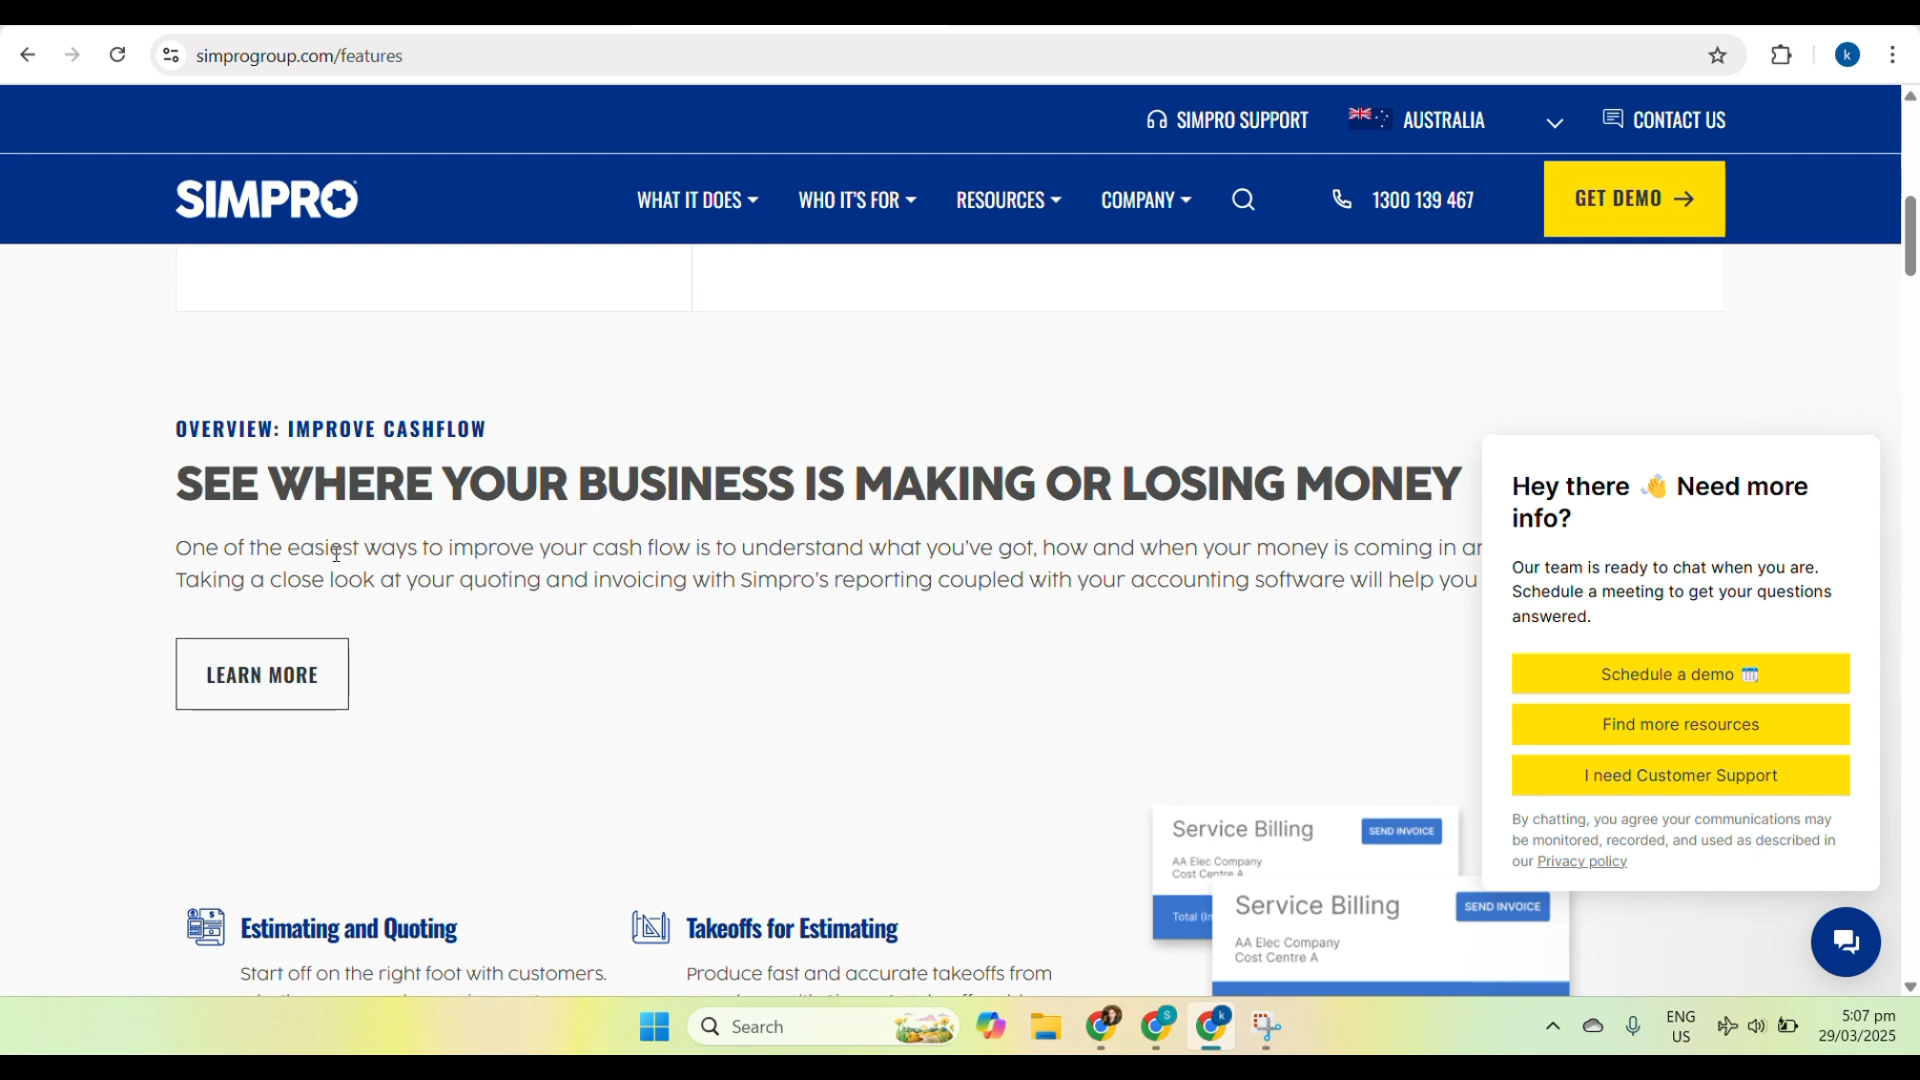 simprogroup.com/features
k
SIMPRO SUPPORT
AUSTRALIA
CONTACT US
SIMPRO
WHAT IT DOES
WHO IT'S FOR
RESOURCES
COMPANY
1300 139 467
GET DEMO
OVERVIEW: IMPROVE CASHFLOW
SEE WHERE YOUR BUSINESS IS MAKING OR LOSING MONEY
One of the easiest ways to improve your cash flow is to understand what you've got, how and when your money is coming in
Taking a close look at your quoting and invoicing with Simpro's reporting coupled with your accounting software will help you
LEARN MORE
Hey there 👋 Need more
info?
Our team is ready to chat when you are.
Schedule a meeting to get your questions
answered.
Schedule a demo
Find more resources
I need Customer Support
By chatting, you agree your communications may
be monitored, recorded, and used as described in
our Privacy policy
Service Billing
SEND INVOICE
AA Elec Company
Cost Centre A
Total (In
Service Billing
SEND INVOICE
AA Elec Company
Cost Centre A
Estimating and Quoting
Start off on the right foot with customers.
Takeoffs for Estimating
Produce fast and accurate takeoffs from
Search
S
k
ENG
US
5:07 pm
29/03/2025